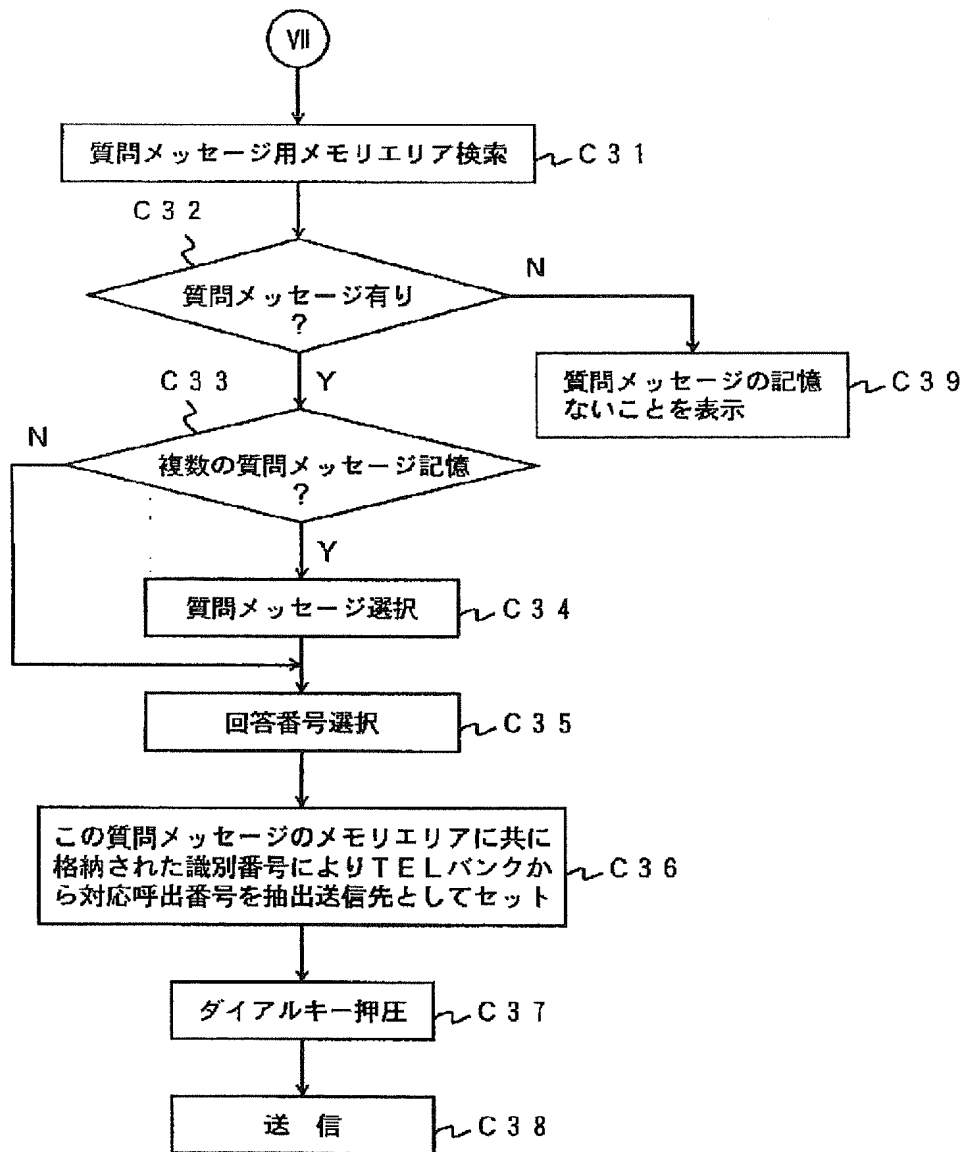 VII
質問メッセージ用メモリエリア検索
C31
C32
質問メッセージ有り
?
N
Y
C33
質問メッセージの記憶
ないことを表示
C39
N
複数の質問メッセージ記憶
?
Y
質問メッセージ選択
C34
回答番号選択
C35
この質問メッセージのメモリエリアに共に
格納された識別番号によりTELバンクか
ら対応呼出番号を抽出送信先としてセット
C36
ダイアルキー押圧
C37
送 信
C38